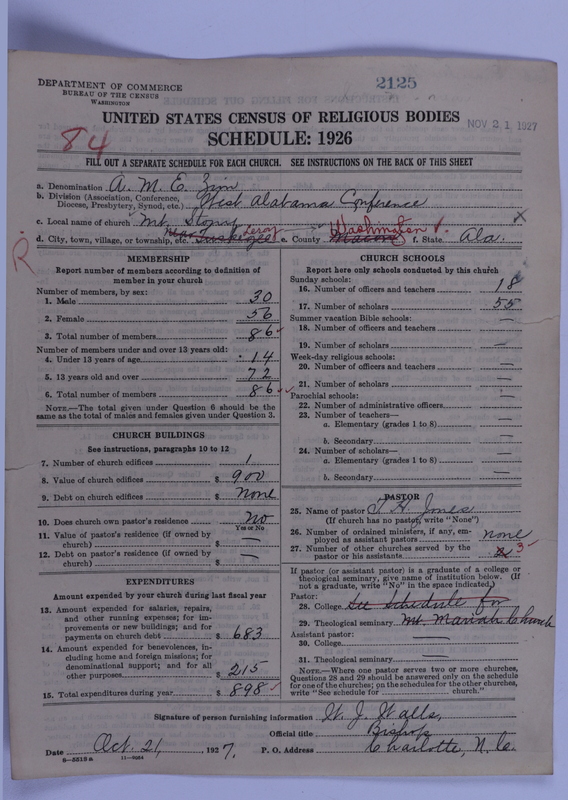 DEPARTMENT OF COMMERCE
BUREAU OF THE CENSUS
WASHINGTON
2125
UNITED STATES CENSUS OF RELIGIOUS BODIES
NOV 21 1927
SCHEDULE: 1926
84
FILL OUT A SEPARATE SCHEDULE FOR EACH CHURCH. SEE INSTRUCTIONS ON THE BACK OF THIS SHEET
a. Denomination A. M. E. Zion
b. Division (Association, Conference, Diocese, Presbytery, Synod, etc.) West Alabama Conference
c. Local name of church Mt. Stony
d. City, town, village, or township, etc. near Tuskegee Leroy e. County Macon Washington f. State Ala.
R
MEMBERSHIP
Report number of members according to definition of member in your church
Number of members, by sex:
1. Male 30
2. Female 56
3. Total number of members 86
Number of members under and over 13 years old:
4. Under 13 years of age 14
5. 13 years old and over 72
6. Total number of members 86
NOTE.—The total given under Question 6 should be the same as the total of males and females given under Question 3.
CHURCH BUILDINGS
See instructions, paragraphs 10 to 12
7. Number of church edifices 1
8. Value of church edifices $ 900
9. Debt on church edifices $ none
10. Does church own pastor's residence No
Yes or No
11. Value of pastor's residence (if owned by church) $ —
12. Debt on pastor's residence (if owned by church) $ —
EXPENDITURES
Amount expended by your church during last fiscal year
13. Amount expended for salaries, repairs, and other running expenses; for improvements or new buildings; and for payments on church debt $ 683
14. Amount expended for benevolences, including home and foreign missions; for denominational support; and for all other purposes $ 215
15. Total expenditures during year $ 898
CHURCH SCHOOLS
Report here only schools conducted by this church
Sunday schools:
16. Number of officers and teachers 18
17. Number of scholars 55
Summer vacation Bible schools:
18. Number of officers and teachers —
19. Number of scholars —
Week-day religious schools:
20. Number of officers and teachers —
21. Number of scholars —
Parochial schools:
22. Number of administrative officers —
23. Number of teachers—
a. Elementary (grades 1 to 8) —
b. Secondary —
24. Number of scholars—
a. Elementary (grades 1 to 8) —
b. Secondary —
PASTOR
25. Name of pastor Jones
(If church has no pastor, write "None")
26. Number of ordained ministers, if any, employed as assistant pastors none
27. Number of other churches served by the pastor or his assistants 3
If pastor (or assistant pastor) is a graduate of a college or theological seminary, give name of institution below. (If not a graduate, write "No" in the space indicated.)
Pastor:
28. College See schedule for
29. Theological seminary Mt. Mariah Church
Assistant pastor:
30. College —
31. Theological seminary —
NOTE.—Where one pastor serves two or more churches, Questions 28 and 29 should be answered only on the schedule for one of the churches; on the schedules for the other churches, write "See schedule for church."
Signature of person furnishing information W. J. Walls,
Official title Bishop
Date Oct. 21, 1927. P. O. Address Charlotte, N. C.